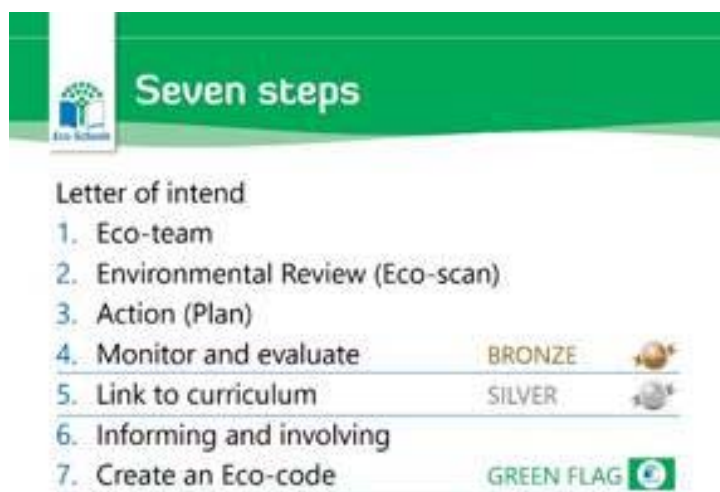 Seven steps
Eco-Schools
Letter of intend
1. Eco-team
2. Environmental Review (Eco-scan)
3. Action (Plan)
4. Monitor and evaluate BRONZE
5. Link to curriculum SILVER
6. Informing and involving
7. Create an Eco-code GREEN FLAG